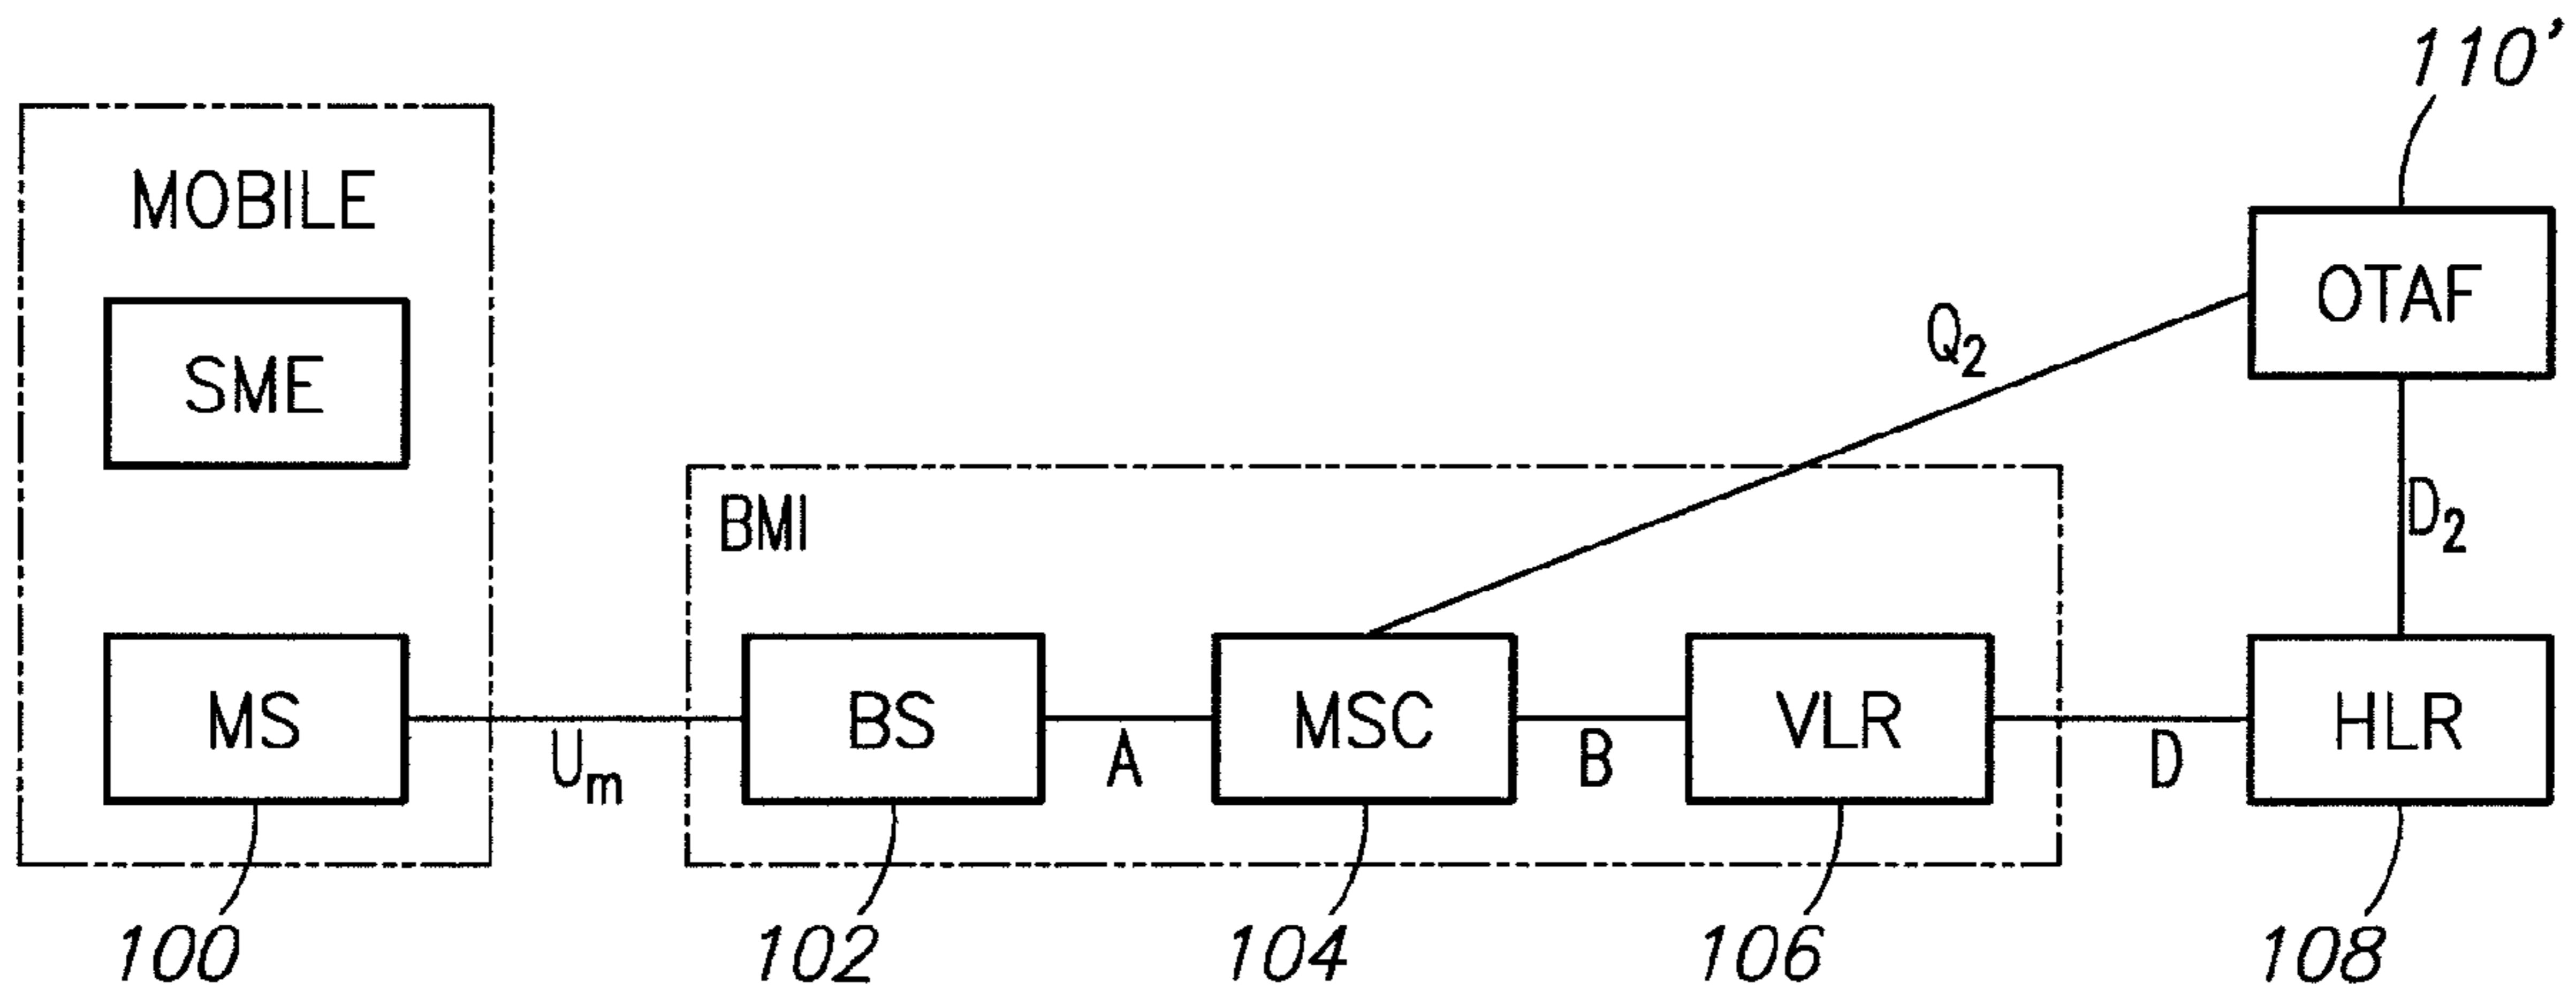 110'
MOBILE
OTAF
SME
Q2
BMI
D2
MS
Um
BS
A
MSC
B
VLR
D
HLR
100
102
104
106
108